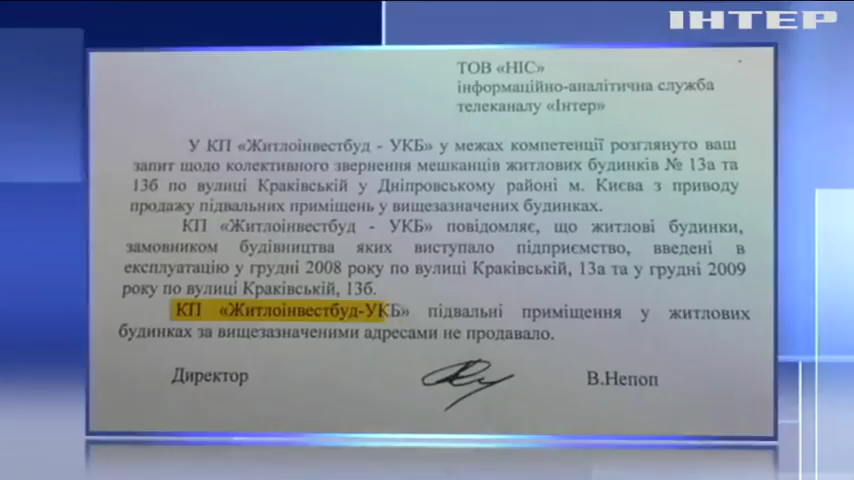 ІНТЕР
ТОВ «НІС»
інформаційно-аналітична служба
телеканалу «Інтер»
У КП «Житлоінвестбуд - УКБ» у межах компетенції розглянуто ваш
запит щодо колективного звернення мешканців житлових будинків № 13а та
13б по вулиці Краківській у Дніпровському районі м. Києва з приводу
продажу підвальних приміщень у вищезазначених будинках.
КП «Житлоінвестбуд - УКБ» повідомляє, що житлові будинки,
замовником будівництва яких виступало підприємство, введені в
експлуатацію у грудні 2008 року по вулиці Краківській, 13а та у грудні 2009
року по вулиці Краківській, 13б.
КП «Житлоінвестбуд-УКБ» підвальні приміщення у житлових
будинках за вищезазначеними адресами не продавало.
Директор В.Непоп